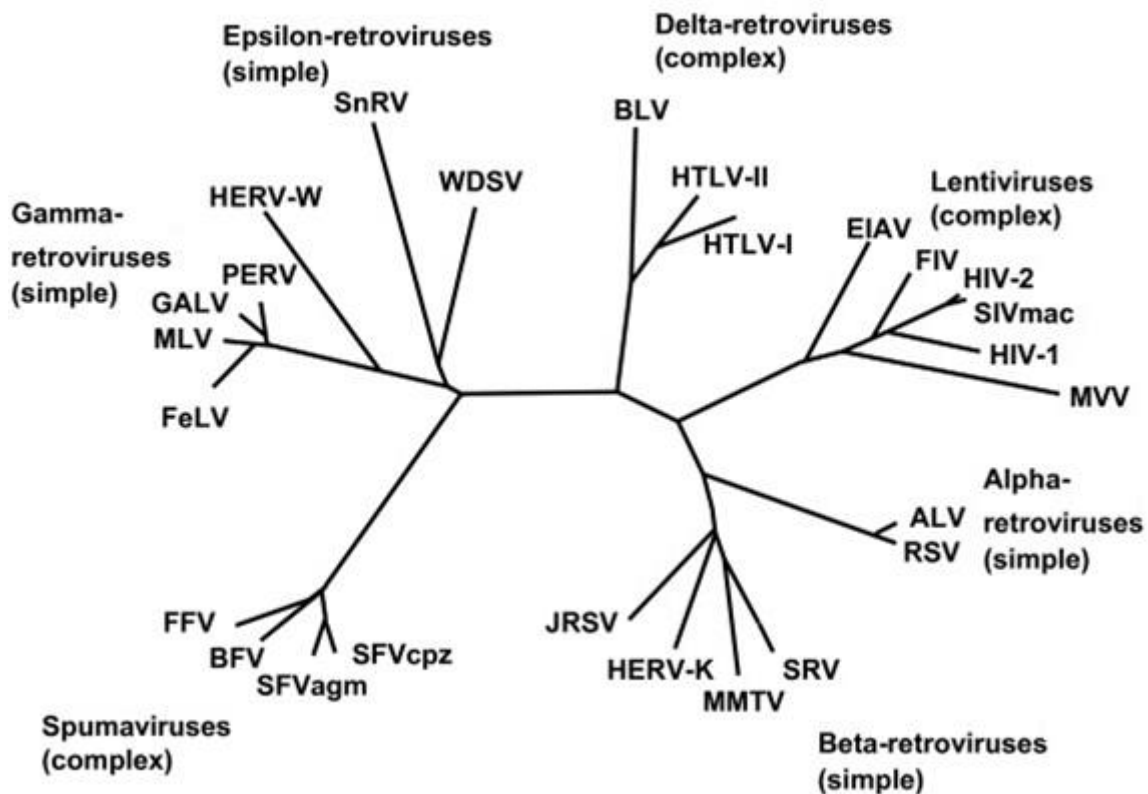 Epsilon-retroviruses
(simple)
SnRV
WDSV
Delta-retroviruses
(complex)
BLV
HTLV-II
HTLV-I
Lentiviruses
(complex)
EIAV
FIV
HIV-2
SIVmac
HIV-1
MVV
Gamma-
retroviruses
(simple)
HERV-W
PERV
GALV
MLV
FeLV
Alpha-
retroviruses
(simple)
ALV
RSV
FFV
BFV
SFVagm
SFVcpz
Spumaviruses
(complex)
JRSV
HERV-K
MMTV
SRV
Beta-retroviruses
(simple)